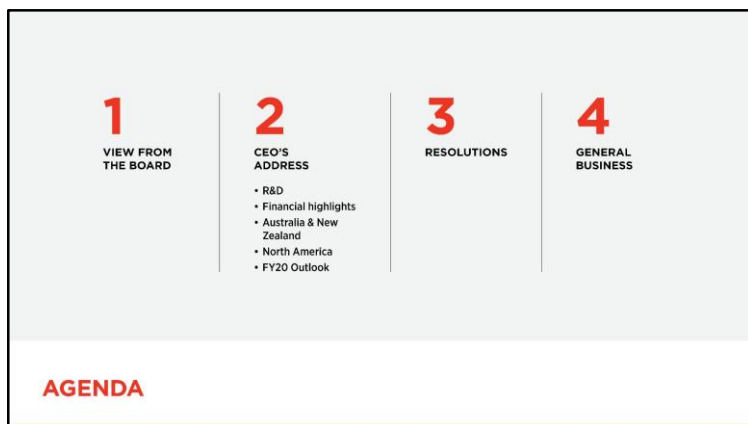 1
VIEW FROM
THE BOARD
2
CEO'S
ADDRESS
• R&D
• Financial highlights
• Australia & New
Zealand
• North America
• FY20 Outlook
3
RESOLUTIONS
4
GENERAL
BUSINESS
AGENDA